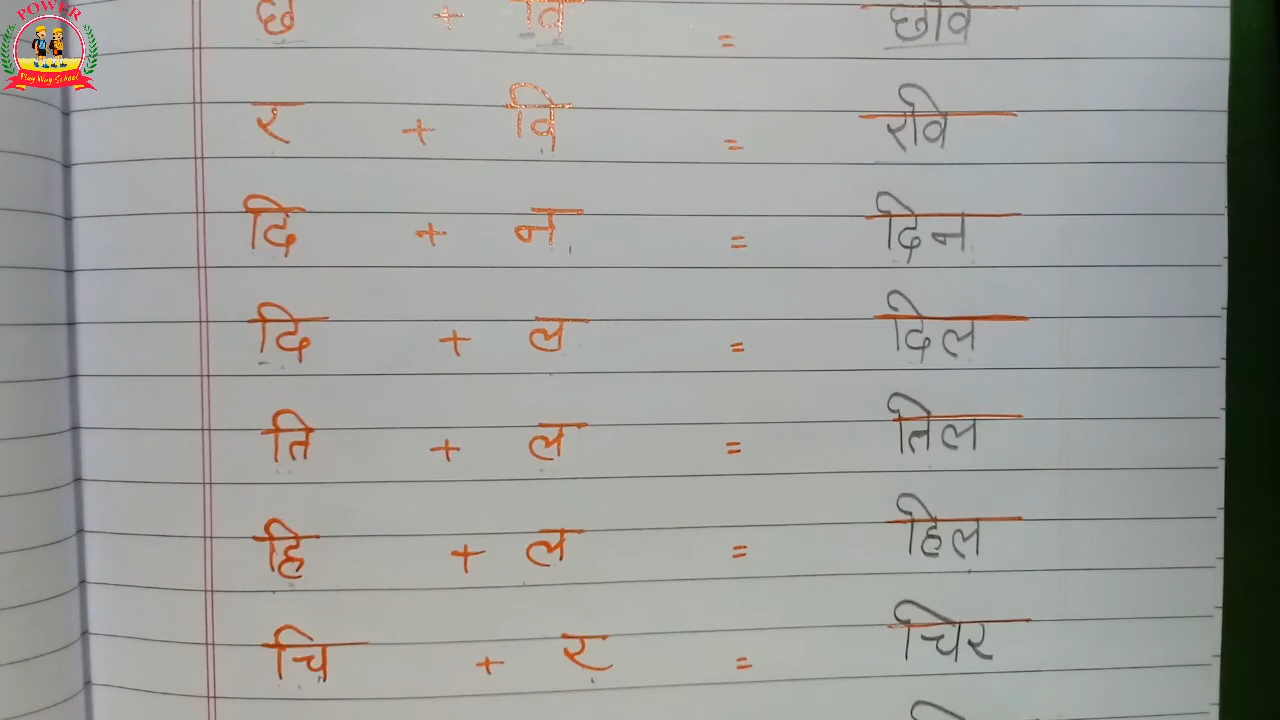 POWER
Play Way School
छ + वि = छवि
र + वि = रवि
दि + न = दिन
दि + ल = दिल
ति + ल = तिल
हि + ल = हिल
चि + र = चिर